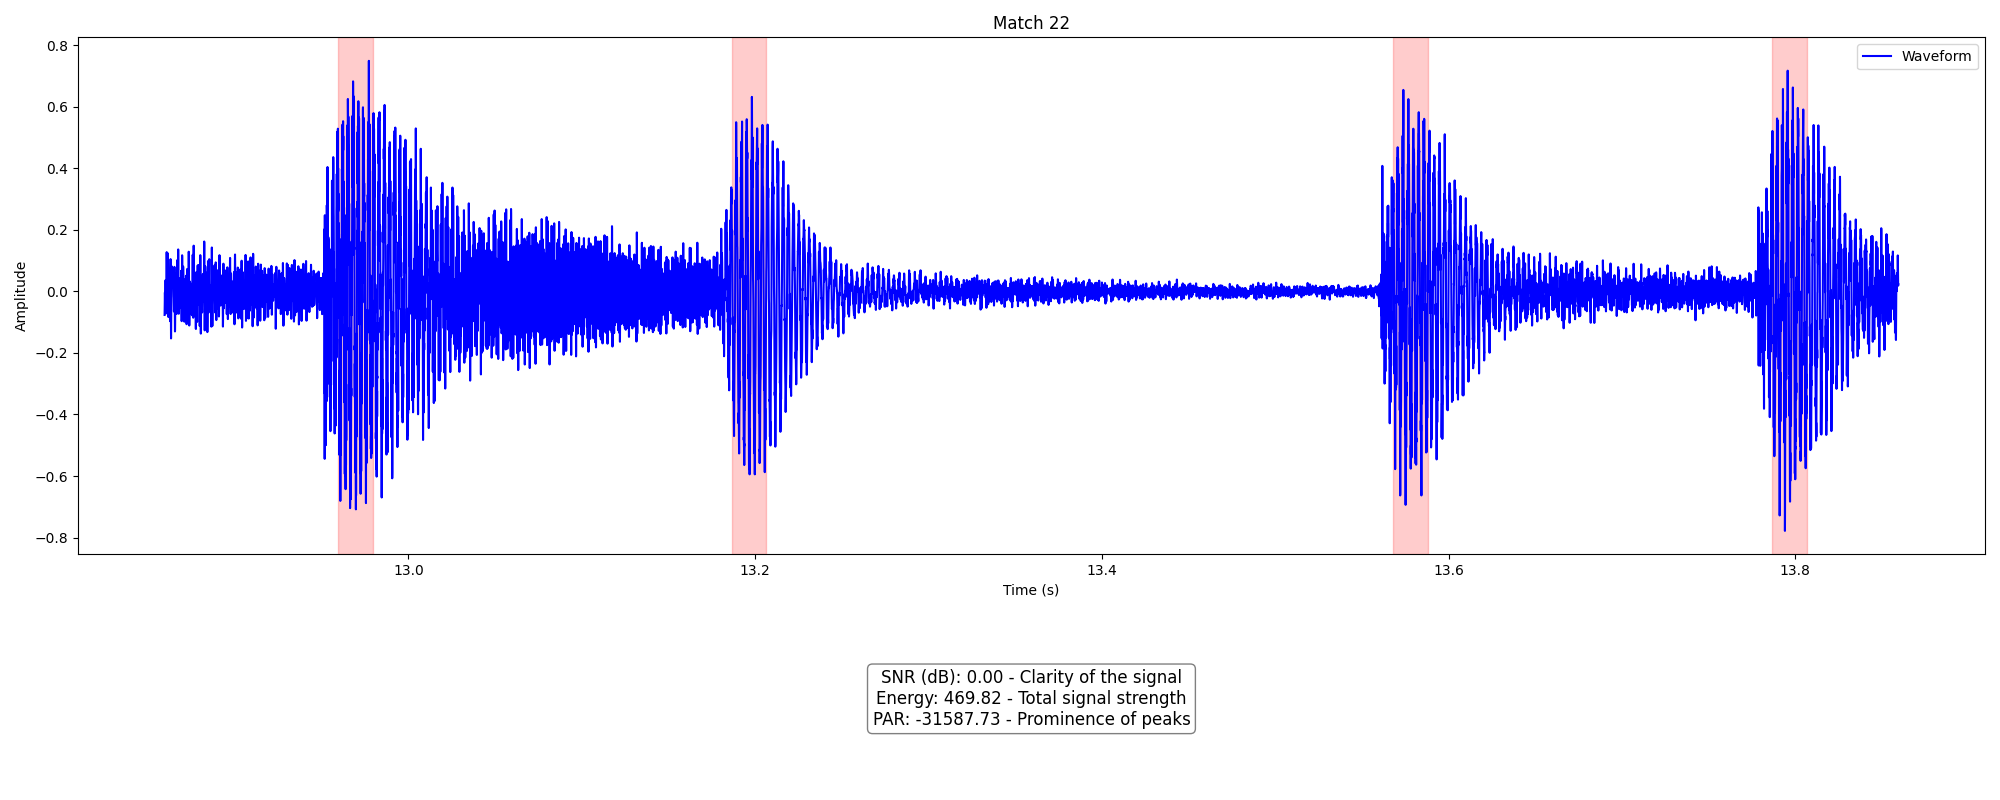 Match 22
Waveform
0.8
0.6
0.4
0.2
0.0
−0.2
−0.4
−0.6
−0.8
Amplitude
13.0 13.2 13.4 13.6 13.8
Time (s)
SNR (dB): 0.00 - Clarity of the signal
Energy: 469.82 - Total signal strength
PAR: -31587.73 - Prominence of peaks